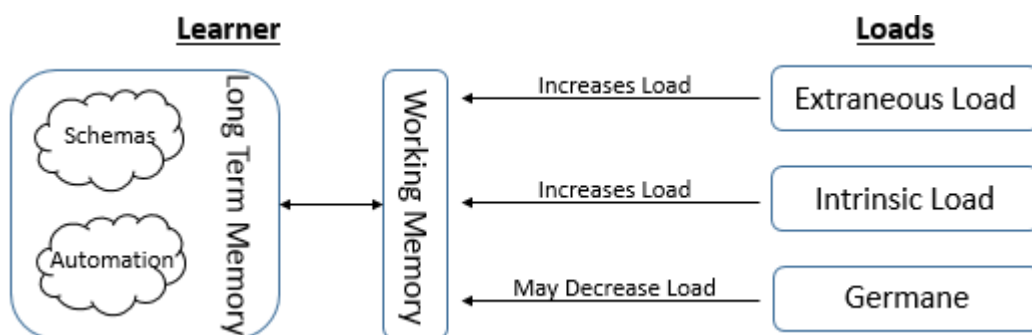 Learner
Loads
Schemas
Automation
Long Term Memory
Working Memory
Increases Load
Extraneous Load
Increases Load
Intrinsic Load
May Decrease Load
Germane